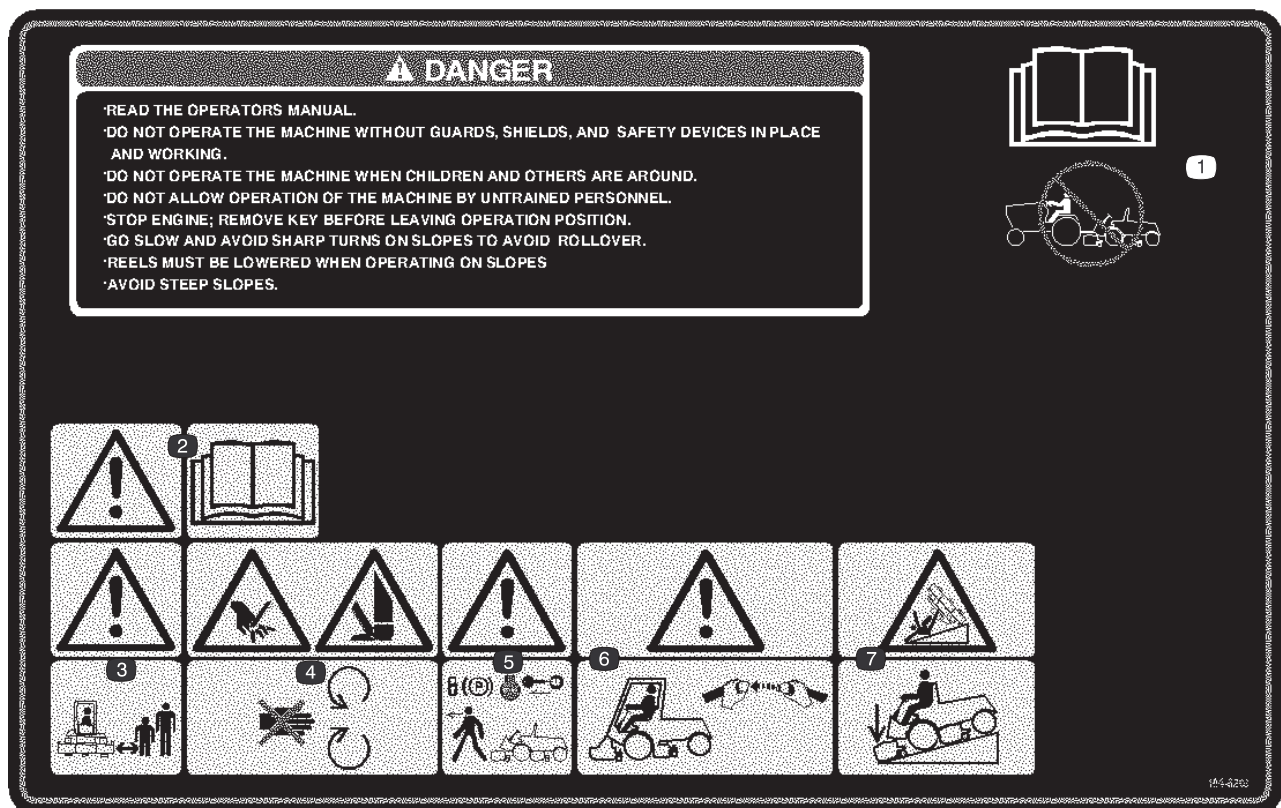 DANGER
·READ THE OPERATORS MANUAL.
·DO NOT OPERATE THE MACHINE WITHOUT GUARDS, SHIELDS, AND SAFETY DEVICES IN PLACE
AND WORKING.
·DO NOT OPERATE THE MACHINE WHEN CHILDREN AND OTHERS ARE AROUND.
·DO NOT ALLOW OPERATION OF THE MACHINE BY UNTRAINED PERSONNEL.
·STOP ENGINE; REMOVE KEY BEFORE LEAVING OPERATION POSITION.
·GO SLOW AND AVOID SHARP TURNS ON SLOPES TO AVOID ROLLOVER.
·REELS MUST BE LOWERED WHEN OPERATING ON SLOPES
·AVOID STEEP SLOPES.
1
2
3
4
5
6
7
(P)